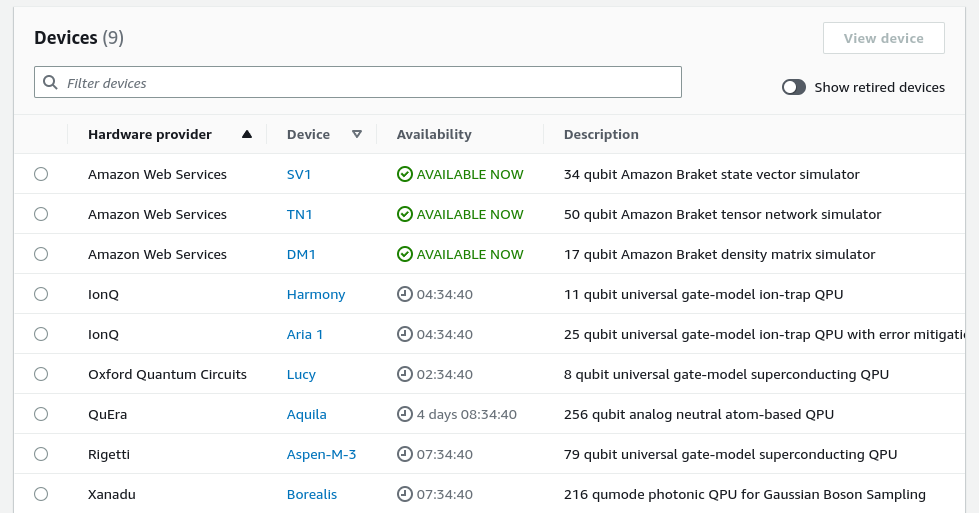 Devices (9)
View device
Filter devices
Show retired devices
Hardware provider Device Availability Description
Amazon Web Services SV1 AVAILABLE NOW 34 qubit Amazon Braket state vector simulator
Amazon Web Services TN1 AVAILABLE NOW 50 qubit Amazon Braket tensor network simulator
Amazon Web Services DM1 AVAILABLE NOW 17 qubit Amazon Braket density matrix simulator
IonQ Harmony 04:34:40 11 qubit universal gate-model ion-trap QPU
IonQ Aria 1 04:34:40 25 qubit universal gate-model ion-trap QPU with error mitigati
Oxford Quantum Circuits Lucy 02:34:40 8 qubit universal gate-model superconducting QPU
QuEra Aquila 4 days 08:34:40 256 qubit analog neutral atom-based QPU
Rigetti Aspen-M-3 07:34:40 79 qubit universal gate-model superconducting QPU
Xanadu Borealis 07:34:40 216 qumode photonic QPU for Gaussian Boson Sampling